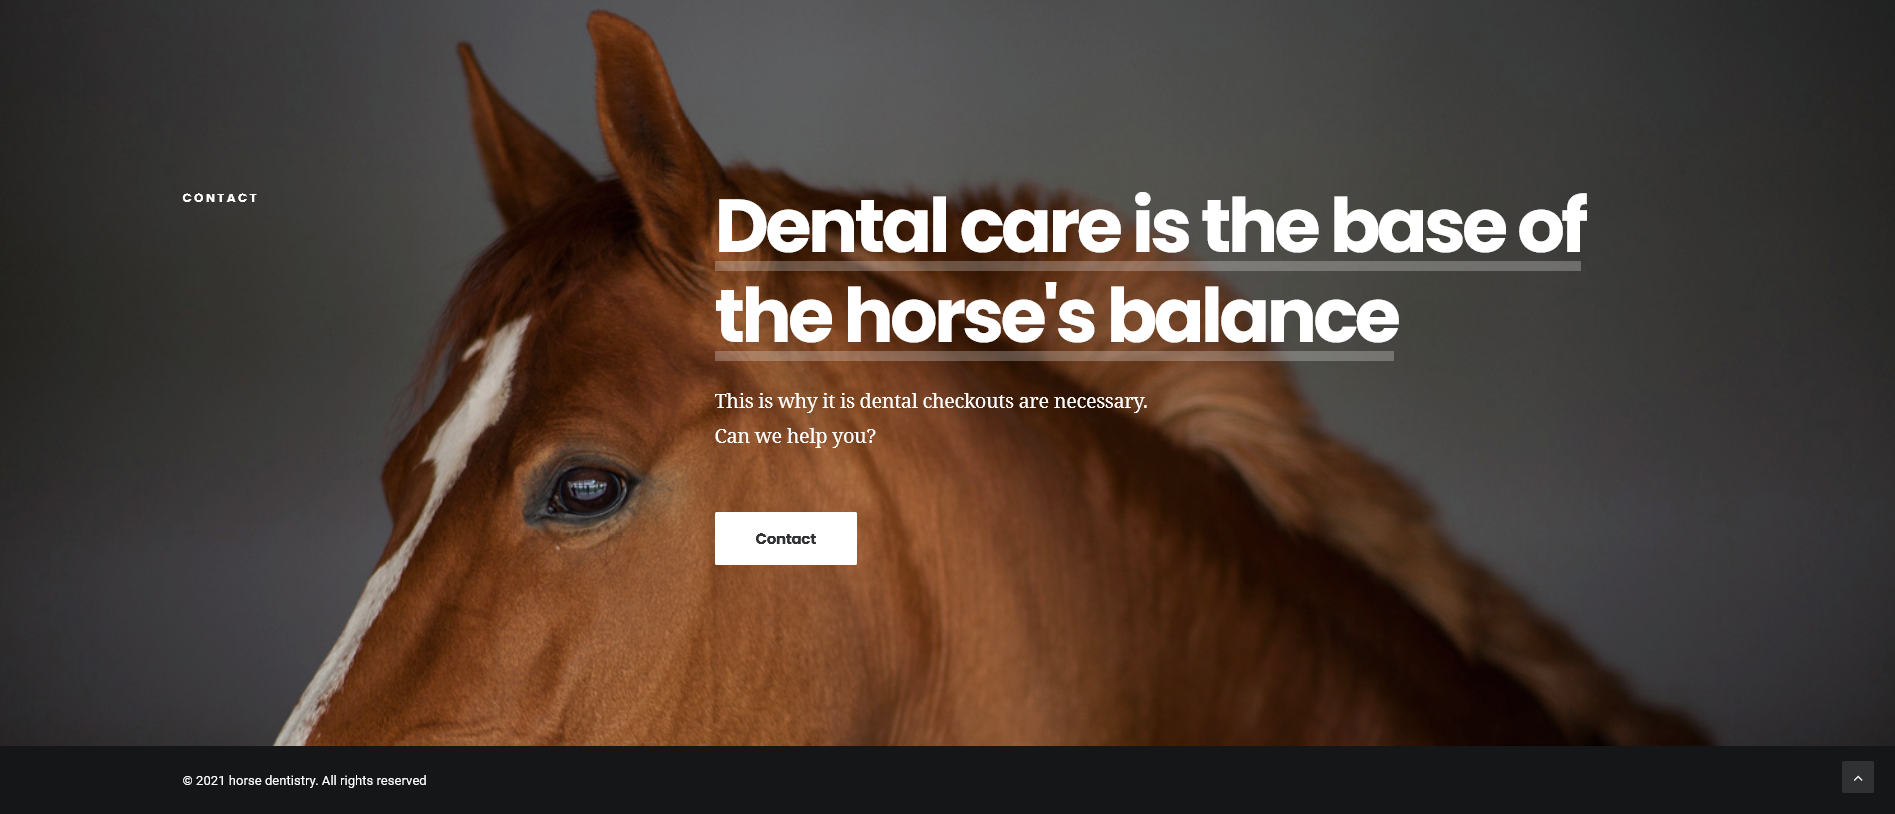 CONTACT
Dental care is the base of
the horse's balance
This is why it is dental checkouts are necessary.
Can we help you?
Contact
© 2021 horse dentistry. All rights reserved